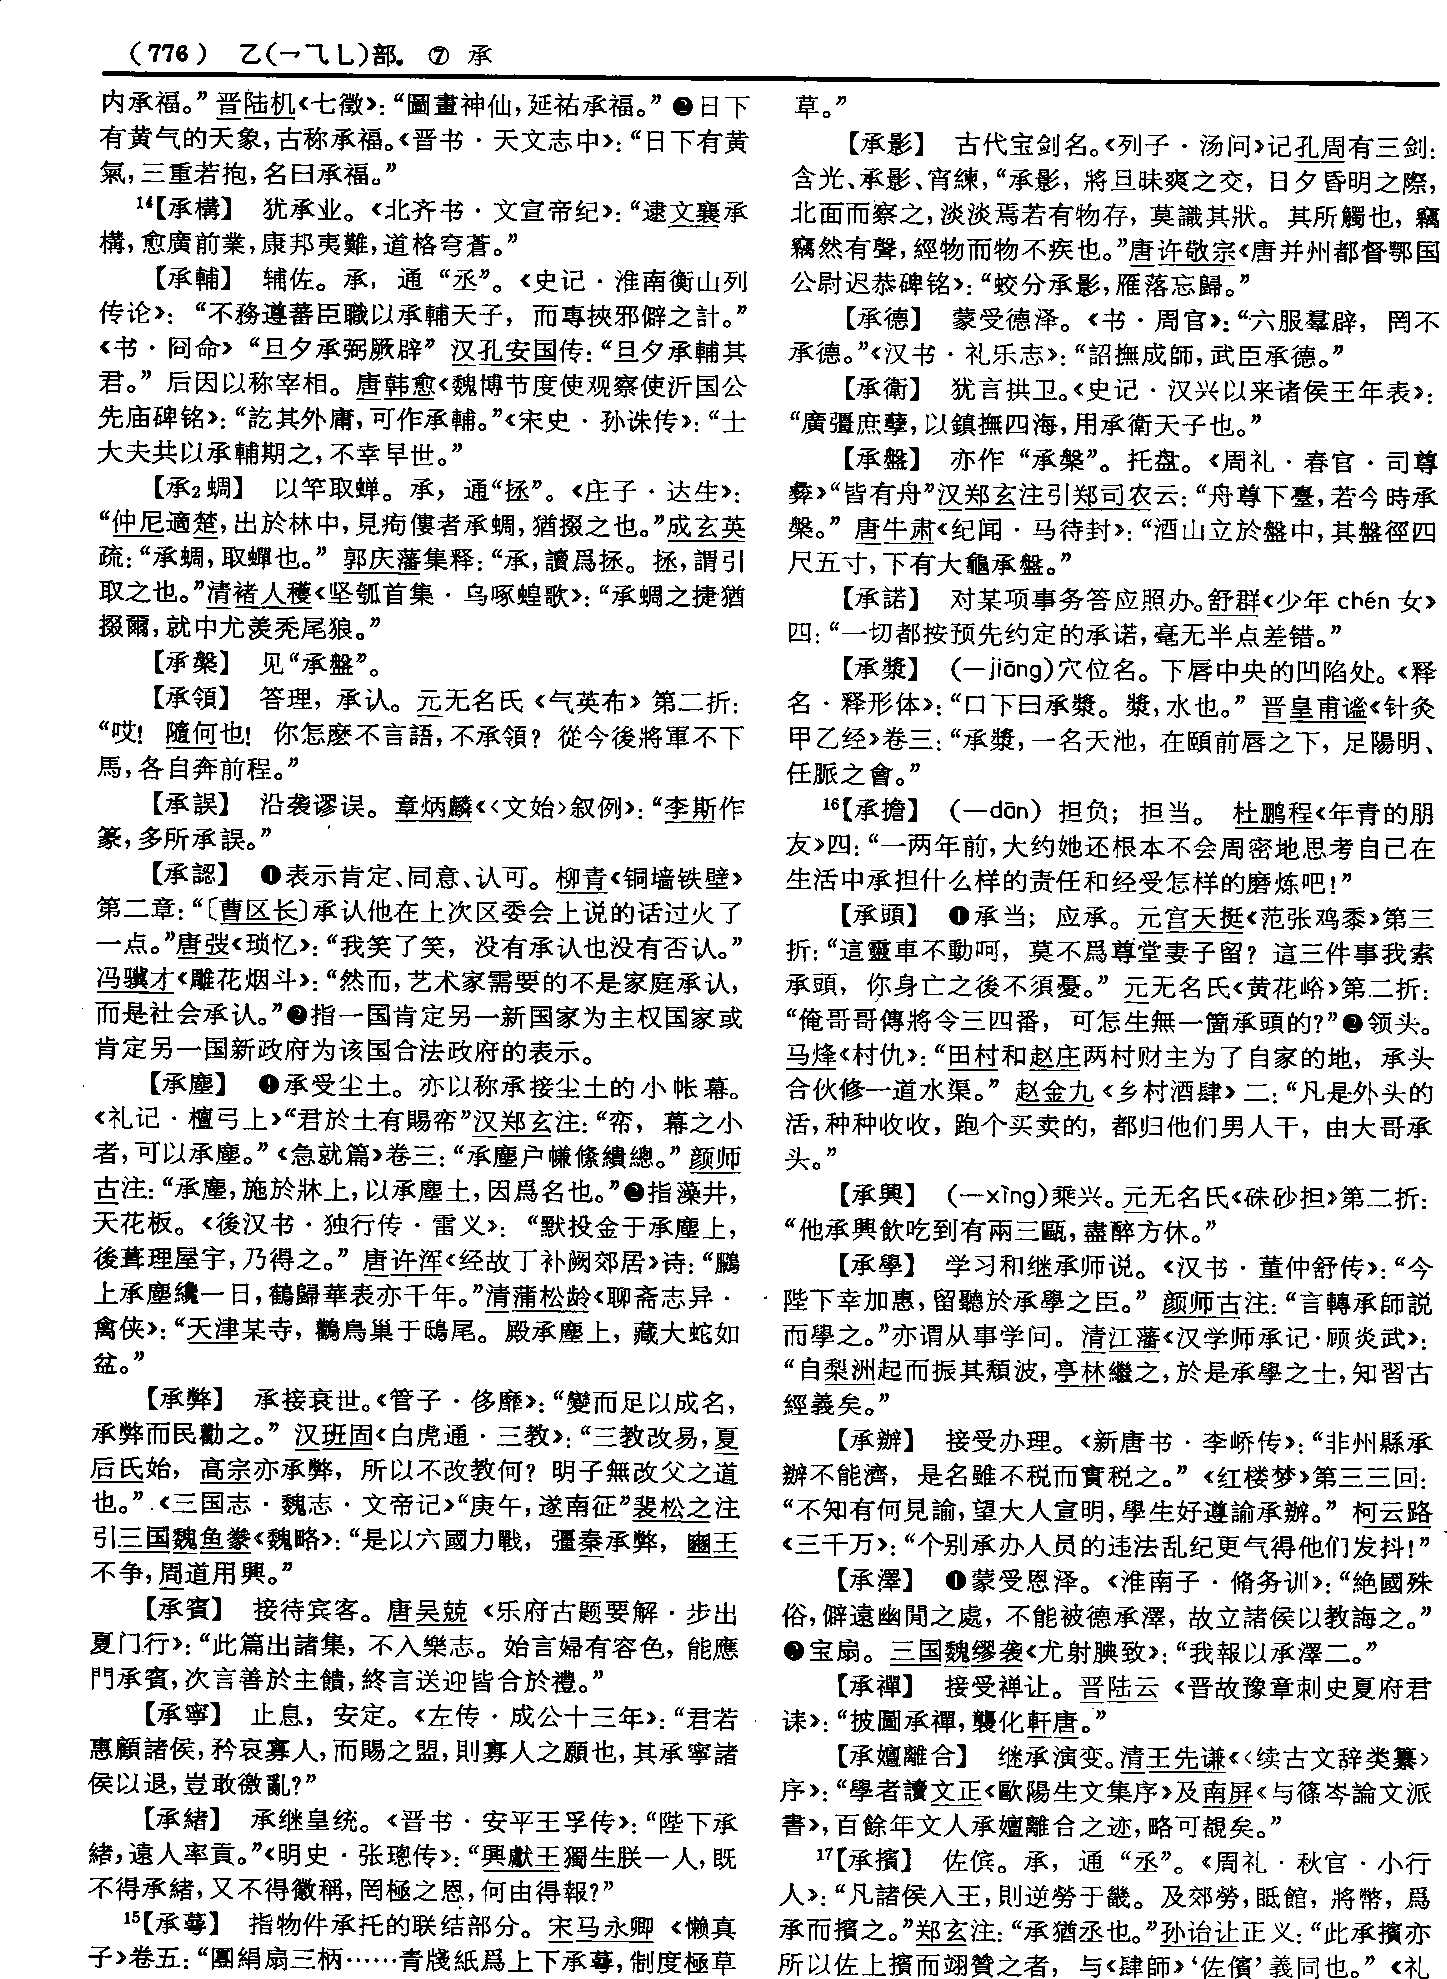 （776） 乙(乛⺄乚)部。 ⑦ 承
内承福。”晋陆机《七徵》：“圖畫神仙，延祐承福。”❷日下
有黄气的天象，古称承福。《晋书·天文志中》：“日下有黄
氣，三重若抱，名曰承福。”
14【承構】 犹承业。《北齐书·文宣帝纪》：“逮文襄承
構，愈廣前業，康邦夷難，道格穹蒼。”
【承輔】 辅佐。承，通“丞”。《史记·淮南衡山列
传论》：“不務遵蕃臣職以承輔天子，而專挾邪僻之計。”
《书·冏命》“旦夕承弼厥辟”汉孔安国传：“旦夕承輔其
君。”后因以称宰相。唐韩愈《魏博节度使观察使沂国公
先庙碑铭》：“訖其外庸，可作承輔。”《宋史·孙洙传》：“士
大夫共以承輔期之，不幸早世。”
【承₂蜩】 以竿取蝉。承，通“拯”。《庄子·达生》：
“仲尼適楚，出於林中，見痀僂者承蜩，猶掇之也。”成玄英
疏：“承蜩，取蟬也。”郭庆藩集释：“承，讀爲拯。拯，謂引
取之也。”清褚人穫《坚瓠首集·乌啄蝗歌》：“承蜩之捷猶
掇爾，就中尤羡禿尾狼。”
【承槃】 见“承盤”。
【承領】 答理，承认。元无名氏《气英布》第二折：
“哎！隨何也！你怎麽不言語，不承領？從今後將軍不下
馬，各自奔前程。”
【承誤】 沿袭谬误。章炳麟《〈文始〉叙例》：“李斯作
篆，多所承誤。”
【承認】 ❶表示肯定、同意、认可。柳青《铜墙铁壁》
第二章：“〔曹区长〕承认他在上次区委会上说的话过火了
一点。”唐弢《琐忆》：“我笑了笑，没有承认也没有否认。”
冯骥才《雕花烟斗》：“然而，艺术家需要的不是家庭承认，
而是社会承认。”❷指一国肯定另一新国家为主权国家或
肯定另一国新政府为该国合法政府的表示。
【承塵】 ❶承受尘土。亦以称承接尘土的小帐幕。
《礼记·檀弓上》“君於土有賜帟”汉郑玄注：“帟，幕之小
者，可以承塵。”《急就篇》卷三：“承塵户㡘絛繢總。”颜师
古注：“承塵，施於牀上，以承塵土，因爲名也。”❷指藻井，
天花板。《後汉书·独行传·雷义》：“默投金于承塵上，
後葺理屋宇，乃得之。”唐许浑《经故丁补阙郊居》诗：“鵩
上承塵纔一日，鶴歸華表亦千年。”清蒲松龄《聊斋志异·
禽侠》：“天津某寺，鸛鳥巢于鴟尾。殿承塵上，藏大蛇如
盆。”
【承弊】 承接衰世。《管子·侈靡》：“變而足以成名，
承弊而民勸之。”汉班固《白虎通·三教》：“三教改易，夏
后氏始，高宗亦承弊，所以不改教何？明子無改父之道
也。”《三国志·魏志·文帝记》“庚午，遂南征”裴松之注
引三国魏鱼豢《魏略》：“是以六國力戰，彊秦承弊，豳王
不争，周道用興。”
【承賓】 接待宾客。唐吴兢《乐府古题要解·步出
夏门行》：“此篇出諸集，不入樂志。始言婦有容色，能應
門承賓，次言善於主饋，終言送迎皆合於禮。”
【承寧】 止息，安定。《左传·成公十三年》：“君若
惠顧諸侯，矜哀寡人，而賜之盟，則寡人之願也，其承寧諸
侯以退，豈敢徼亂？”
【承緒】 承继皇统。《晋书·安平王孚传》：“陛下承
緒，遠人率貢。”《明史·张璁传》：“興獻王獨生朕一人，既
不得承緒，又不得徽稱，罔極之恩，何由得報？”
15【承蕚】 指物件承托的联结部分。宋马永卿《懒真
子》卷五：“團絹扇三柄……青牋紙爲上下承蕚，制度極草
草。”
【承影】 古代宝剑名。《列子·汤问》记孔周有三剑：
含光、承影、宵練，“承影，將旦昧爽之交，日夕昏明之際，
北面而察之，淡淡焉若有物存，莫識其狀。其所觸也，竊
竊然有聲，經物而物不疾也。”唐许敬宗《唐并州都督鄂国
公尉迟恭碑铭》：“蛟分承影，雁落忘歸。”
【承德】 蒙受德泽。《书·周官》：“六服羣辟，罔不
承德。”《汉书·礼乐志》：“詔撫成師，武臣承德。”
【承衛】 犹言拱卫。《史记·汉兴以来诸侯王年表》：
“廣彊庶孽，以鎮撫四海，用承衛天子也。”
【承盤】 亦作“承槃”。托盘。《周礼·春官·司尊
彝》“皆有舟”汉郑玄注引郑司农云：“舟尊下臺，若今時承
槃。”唐牛肃《纪闻·马待封》：“酒山立於盤中，其盤徑四
尺五寸，下有大龜承盤。”
【承諾】 对某项事务答应照办。舒群《少年 chén 女》
四：“一切都按预先约定的承诺，毫无半点差错。”
【承漿】 （—jiāng）穴位名。下唇中央的凹陷处。《释
名·释形体》：“口下曰承漿。漿，水也。”晋皇甫谧《针灸
甲乙经》卷三：“承漿，一名天池，在頤前唇之下，足陽明、
任脈之會。”
16【承擔】 （—dān）担负；担当。杜鹏程《年青的朋
友》四：“一两年前，大约她还根本不会周密地思考自己在
生活中承担什么样的责任和经受怎样的磨炼吧！”
【承頭】 ❶承当；应承。元宫天挺《范张鸡黍》第三
折：“這靈車不動呵，莫不爲尊堂妻子留？這三件事我索
承頭，你身亡之後不須憂。”元无名氏《黄花峪》第二折：
“俺哥哥傳將令三四番，可怎生無一箇承頭的？”❷领头。
马烽《村仇》：“田村和赵庄两村财主为了自家的地，承头
合伙修一道水渠。”赵金九《乡村酒肆》二：“凡是外头的
活，种种收收，跑个买卖的，都归他们男人干，由大哥承
头。”
【承興】 （—xìng）乘兴。元无名氏《硃砂担》第二折：
“他承興飲吃到有兩三甌，盡醉方休。”
【承學】 学习和继承师说。《汉书·董仲舒传》：“今
陛下幸加惠，留聽於承學之臣。”颜师古注：“言轉承師説
而學之。”亦谓从事学问。清江藩《汉学师承记·顾炎武》：
“自梨洲起而振其頽波，亭林繼之，於是承學之士，知習古
經義矣。”
【承辦】 接受办理。《新唐书·李峤传》：“非州縣承
辦不能濟，是名雖不税而實税之。”《红楼梦》第三三回：
“不知有何見諭，望大人宣明，學生好遵諭承辦。”柯云路
《三千万》：“个别承办人员的违法乱纪更气得他们发抖！”
【承澤】 ❶蒙受恩泽。《淮南子·脩务训》：“絶國殊
俗，僻遠幽閒之處，不能被德承澤，故立諸侯以教誨之。”
❷宝扇。三国魏缪袭《尤射腆致》：“我報以承澤二。”
【承禪】 接受禅让。晋陆云《晋故豫章刺史夏府君
诔》：“披圖承禪，襲化軒唐。”
【承嬗離合】 继承演变。清王先谦《〈续古文辞类纂〉
序》：“學者讀文正《歐陽生文集序》及南屏《与篠岑論文派
書》，百餘年文人承嬗離合之迹，略可覩矣。”
17【承擯】 佐傧。承，通“丞”。《周礼·秋官·小行
人》：“凡諸侯入王，則逆勞于畿。及郊勞，眡館，將幣，爲
承而擯之。”郑玄注：“承猶丞也。”孙诒让正义：“此承擯亦
所以佐上擯而翊贊之者，与《肆師》‘佐儐’義同也。”《礼